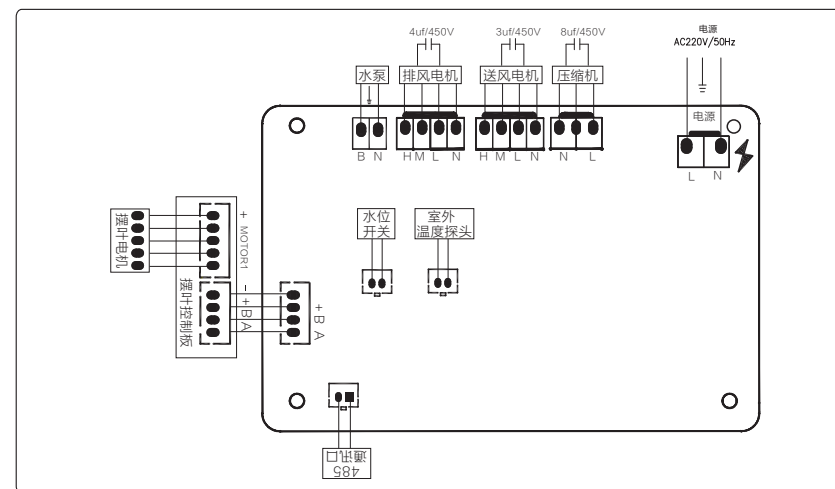 4uf/450V
3uf/450V
8uf/450V
电源
AC220V/50Hz
水泵
排风电机
送风电机
压缩机
电源
B N
H M L N
H M L N
N L
L N
摆叶电机
+ MOTOR1 -
摆叶控制板
+ B A
+ B A
水位
开关
室外
温度探头
485
通讯口